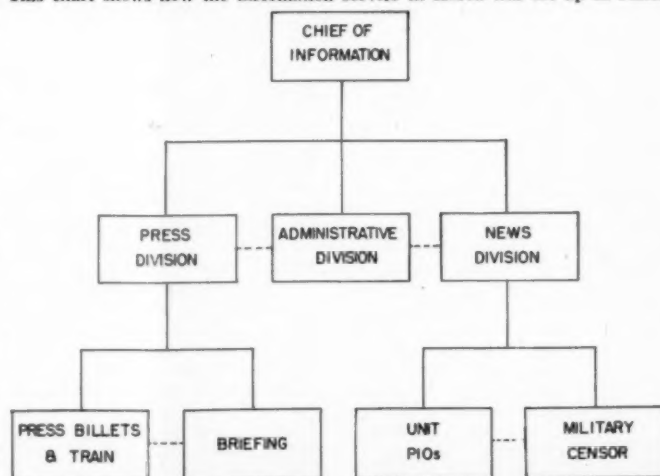 CHIEF OF
INFORMATION
PRESS
DIVISION
ADMINISTRATIVE
DIVISION
NEWS
DIVISION
PRESS BILLETS
& TRAIN
BRIEFING
UNIT
PIOs
MILITARY
CENSOR